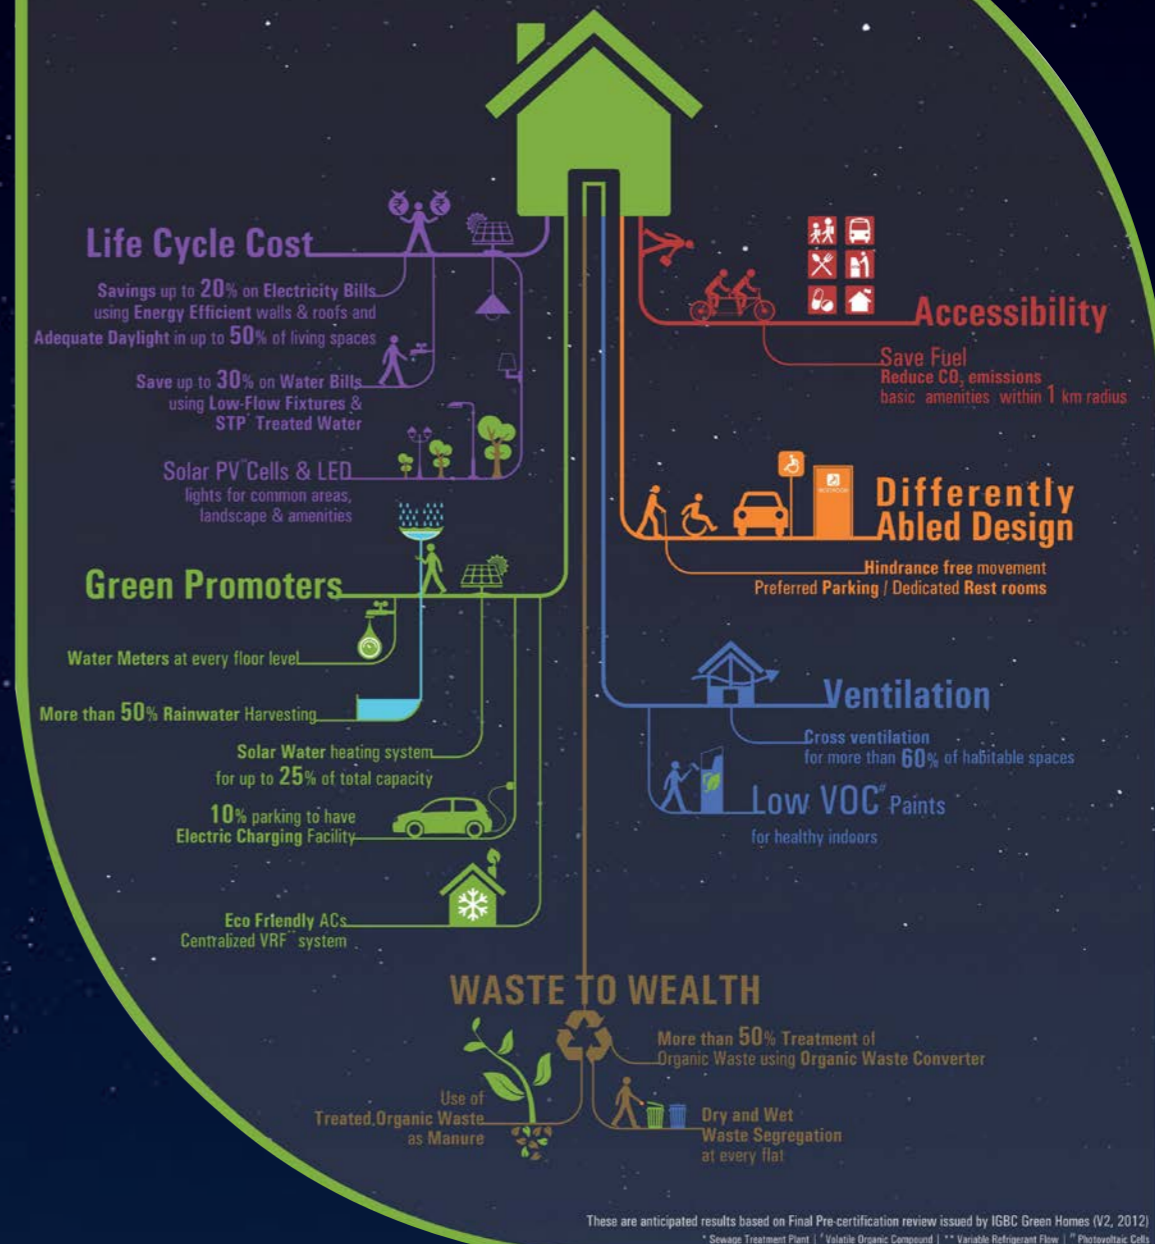 Life Cycle Cost
Savings up to 20% on Electricity Bills
using Energy Efficient walls & roofs and
Adequate Daylight in up to 50% of living spaces
Save up to 30% on Water Bills
using Low-Flow Fixtures &
STP* Treated Water
Solar PV## Cells & LED
lights for common areas,
landscape & amenities
Green Promoters
Water Meters at every floor level
More than 50% Rainwater Harvesting
Solar Water heating system
for up to 25% of total capacity
10% parking to have
Electric Charging Facility
Eco Friendly ACs
Centralized VRF** system
Accessibility
Save Fuel
Reduce CO2 emissions
basic amenities within 1 km radius
Differently
Abled Design
Hindrance free movement
Preferred Parking / Dedicated Rest rooms
Ventilation
Cross ventilation
for more than 60% of habitable spaces
Low VOC# Paints
for healthy indoors
WASTE TO WEALTH
More than 50% Treatment of
Organic Waste using Organic Waste Converter
Use of
Treated Organic Waste
as Manure
Dry and Wet
Waste Segregation
at every flat
These are anticipated results based on Final Pre-certification review issued by IGBC Green Homes (V2, 2012)
* Sewage Treatment Plant | # Volatile Organic Compound | ** Variable Refrigerant Flow | ## Photovoltaic Cells